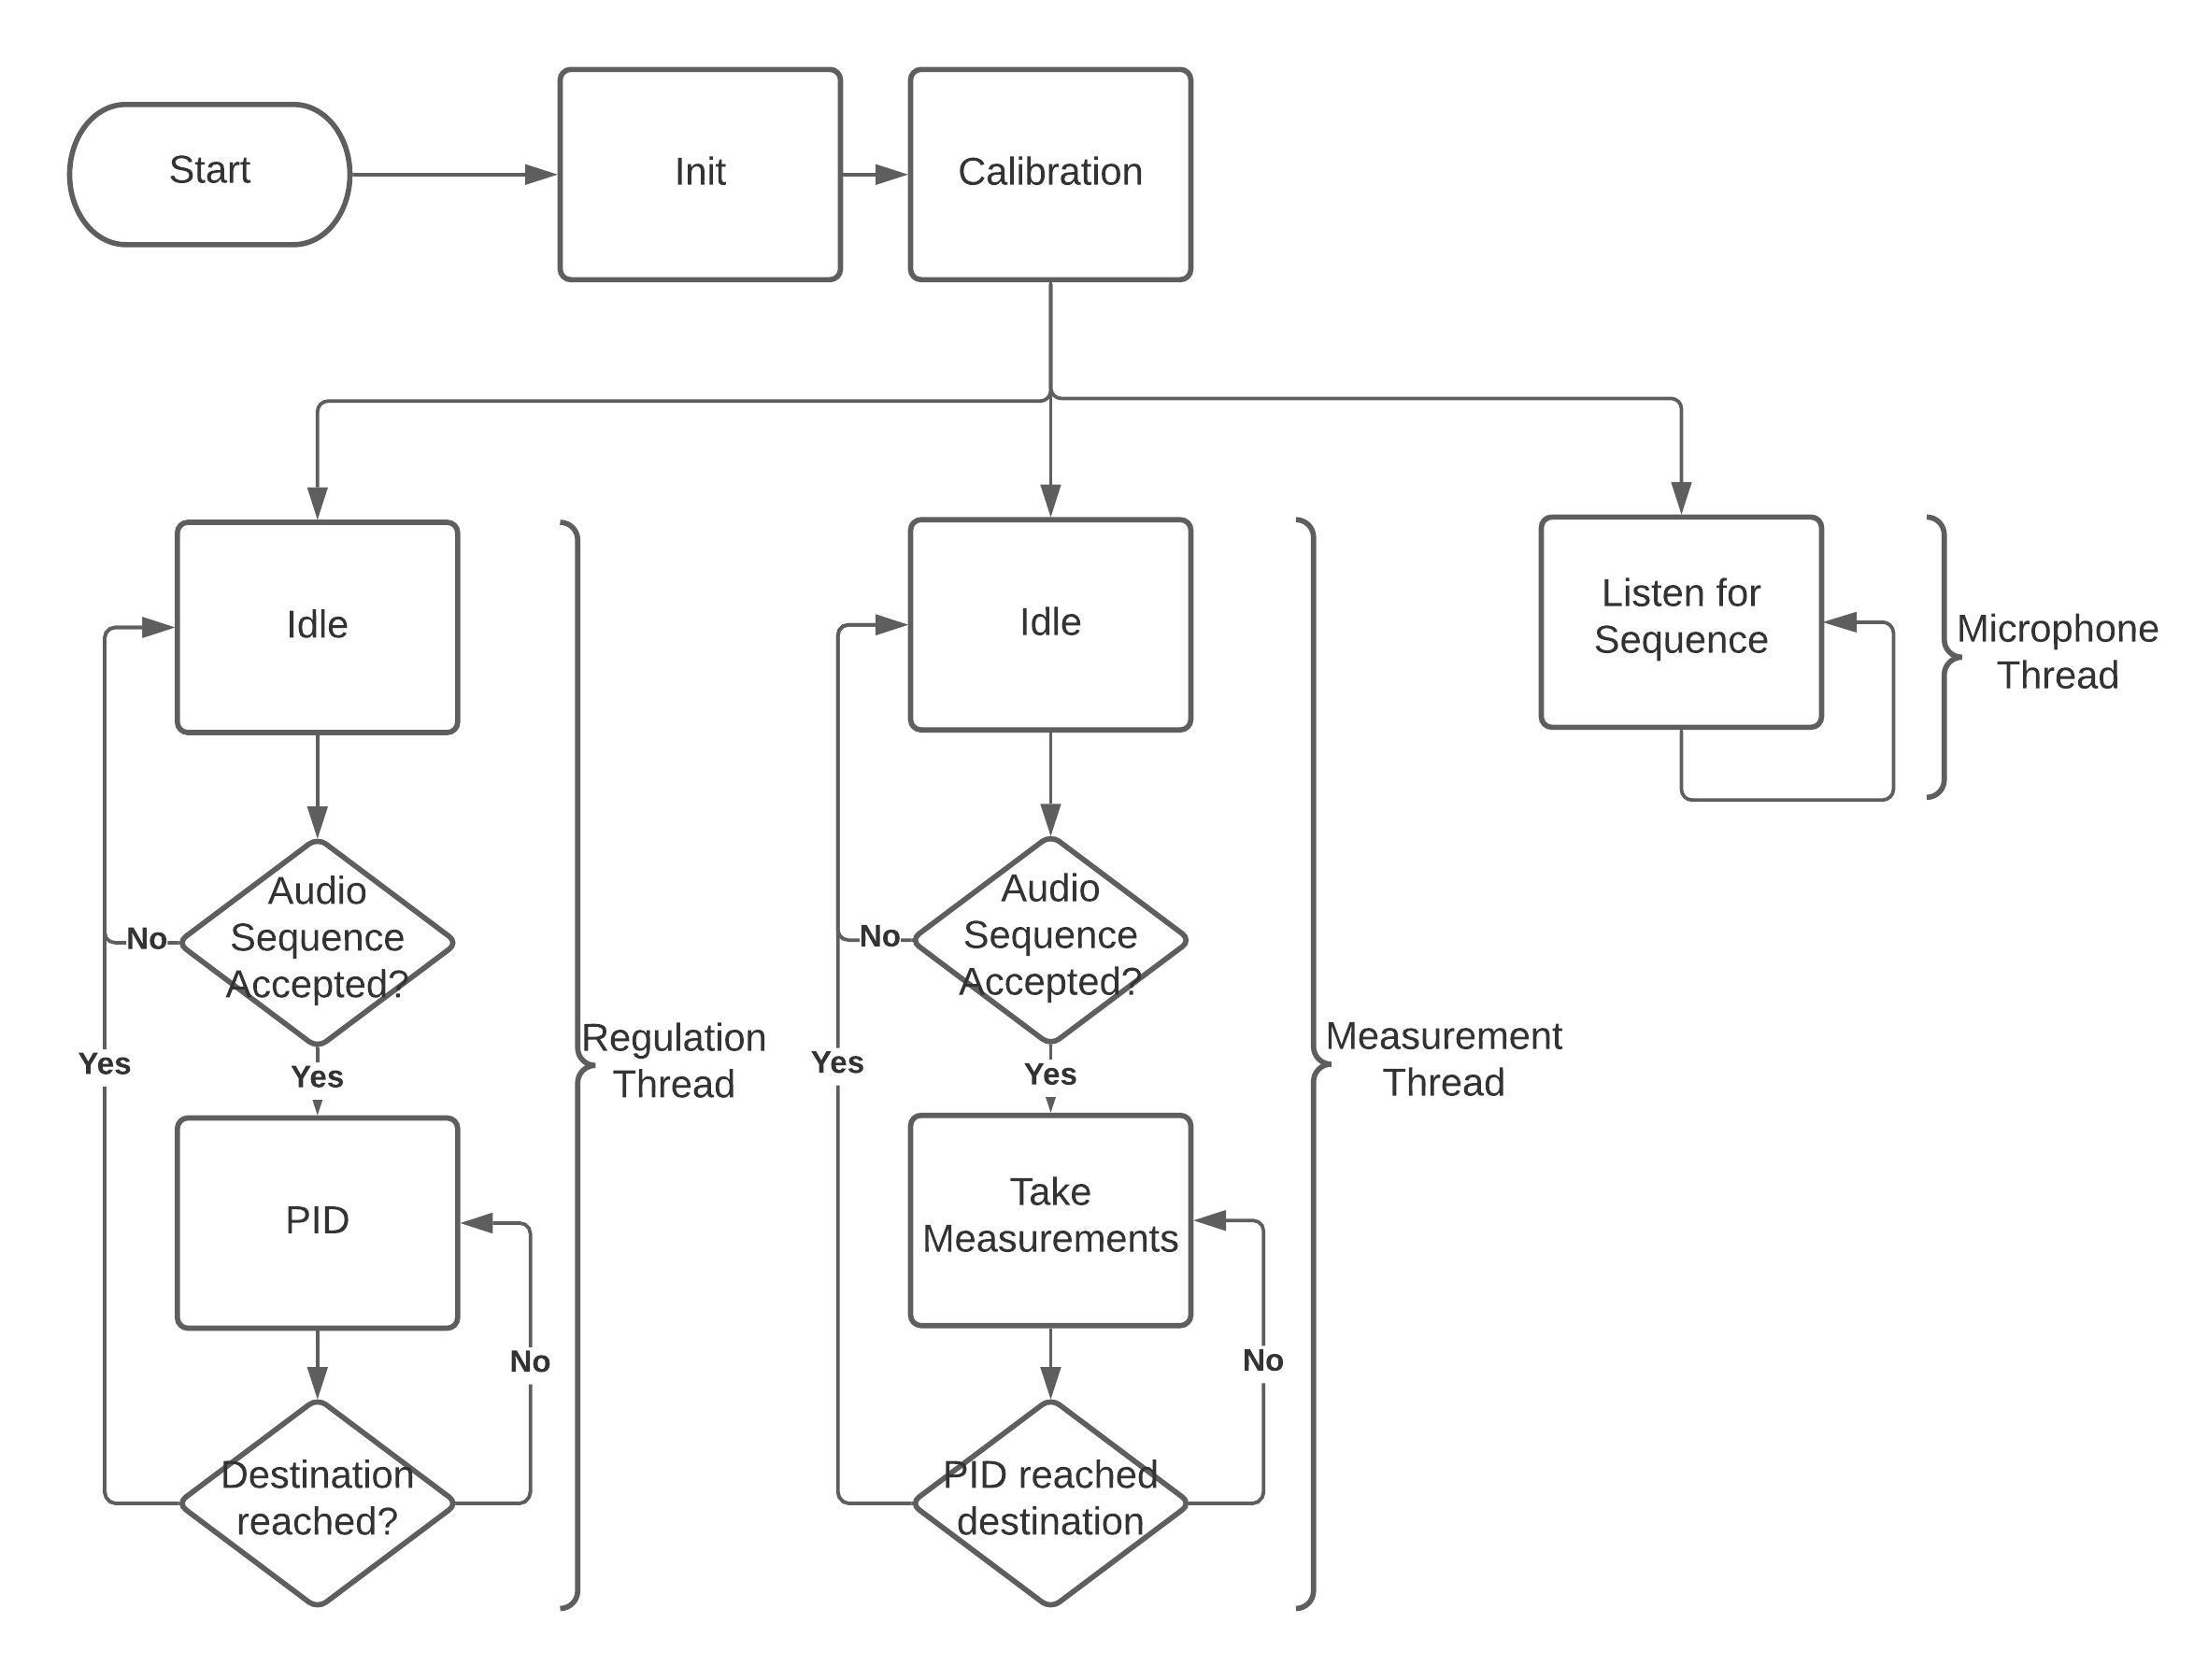 Start
Init
Calibration
Idle
Audio
Sequence
Accepted?
No
Yes
Yes
PID
No
Destination
reached?
Regulation
Thread
Idle
Audio
Sequence
Accepted?
No
Yes
Yes
Take
Measurements
No
PID reached
destination
Measurement
Thread
Listen for
Sequence
Microphone
Thread